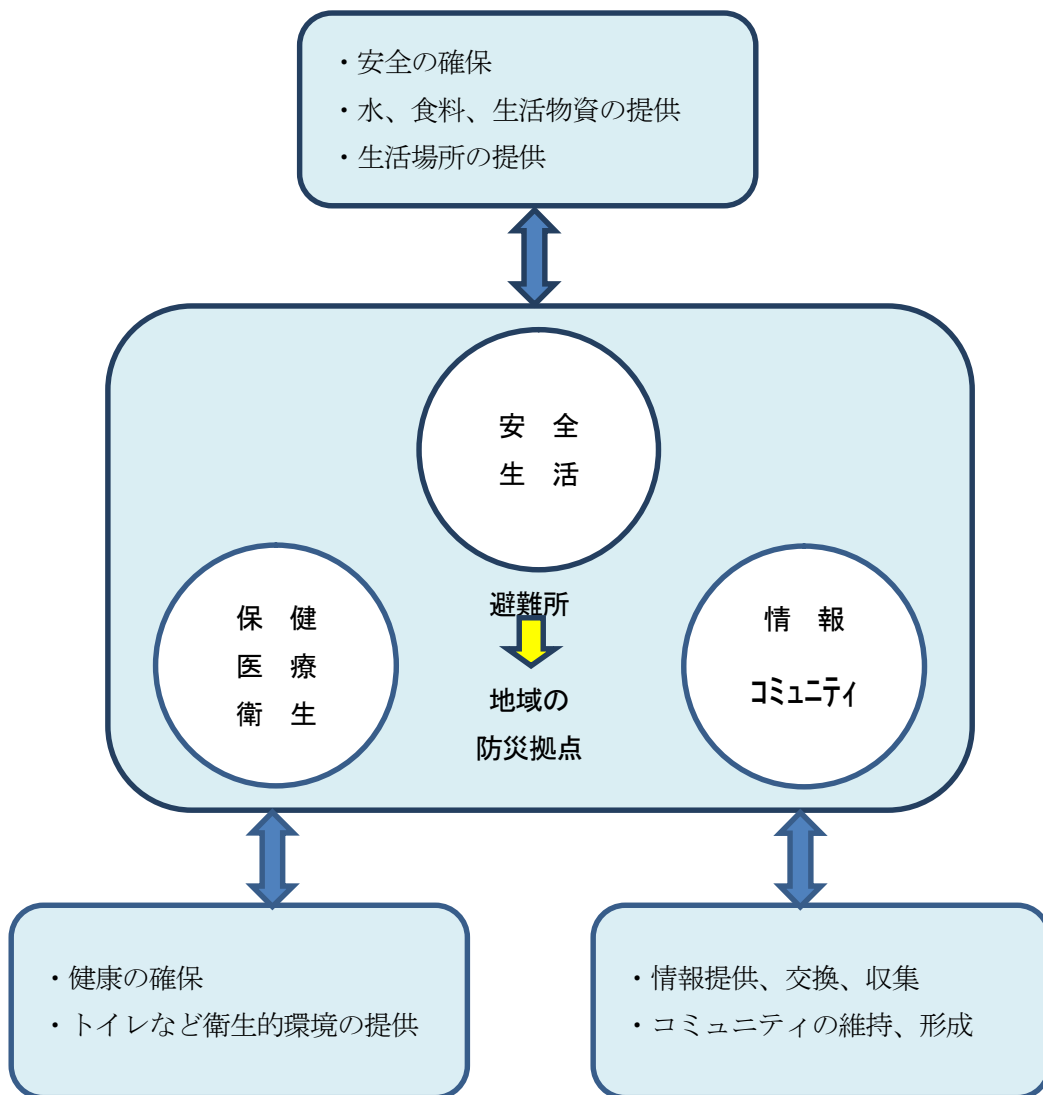 ・安全の確保
・水、食料、生活物資の提供
・生活場所の提供
安　全
生　活
避難所
地域の
防災拠点
保　健
医　療
衛　生
情　報
コミュニティ
・健康の確保
・トイレなど衛生的環境の提供
・情報提供、交換、収集
・コミュニティの維持、形成